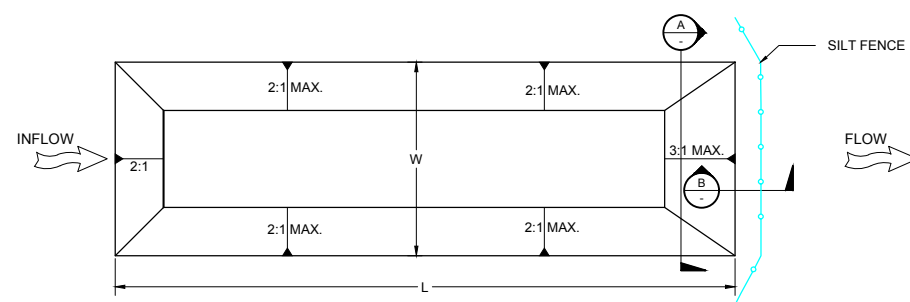 A
-
SILT FENCE
2:1 MAX.
2:1 MAX.
INFLOW
FLOW
2:1
W
3:1 MAX.
B
-
2:1 MAX.
2:1 MAX.
L